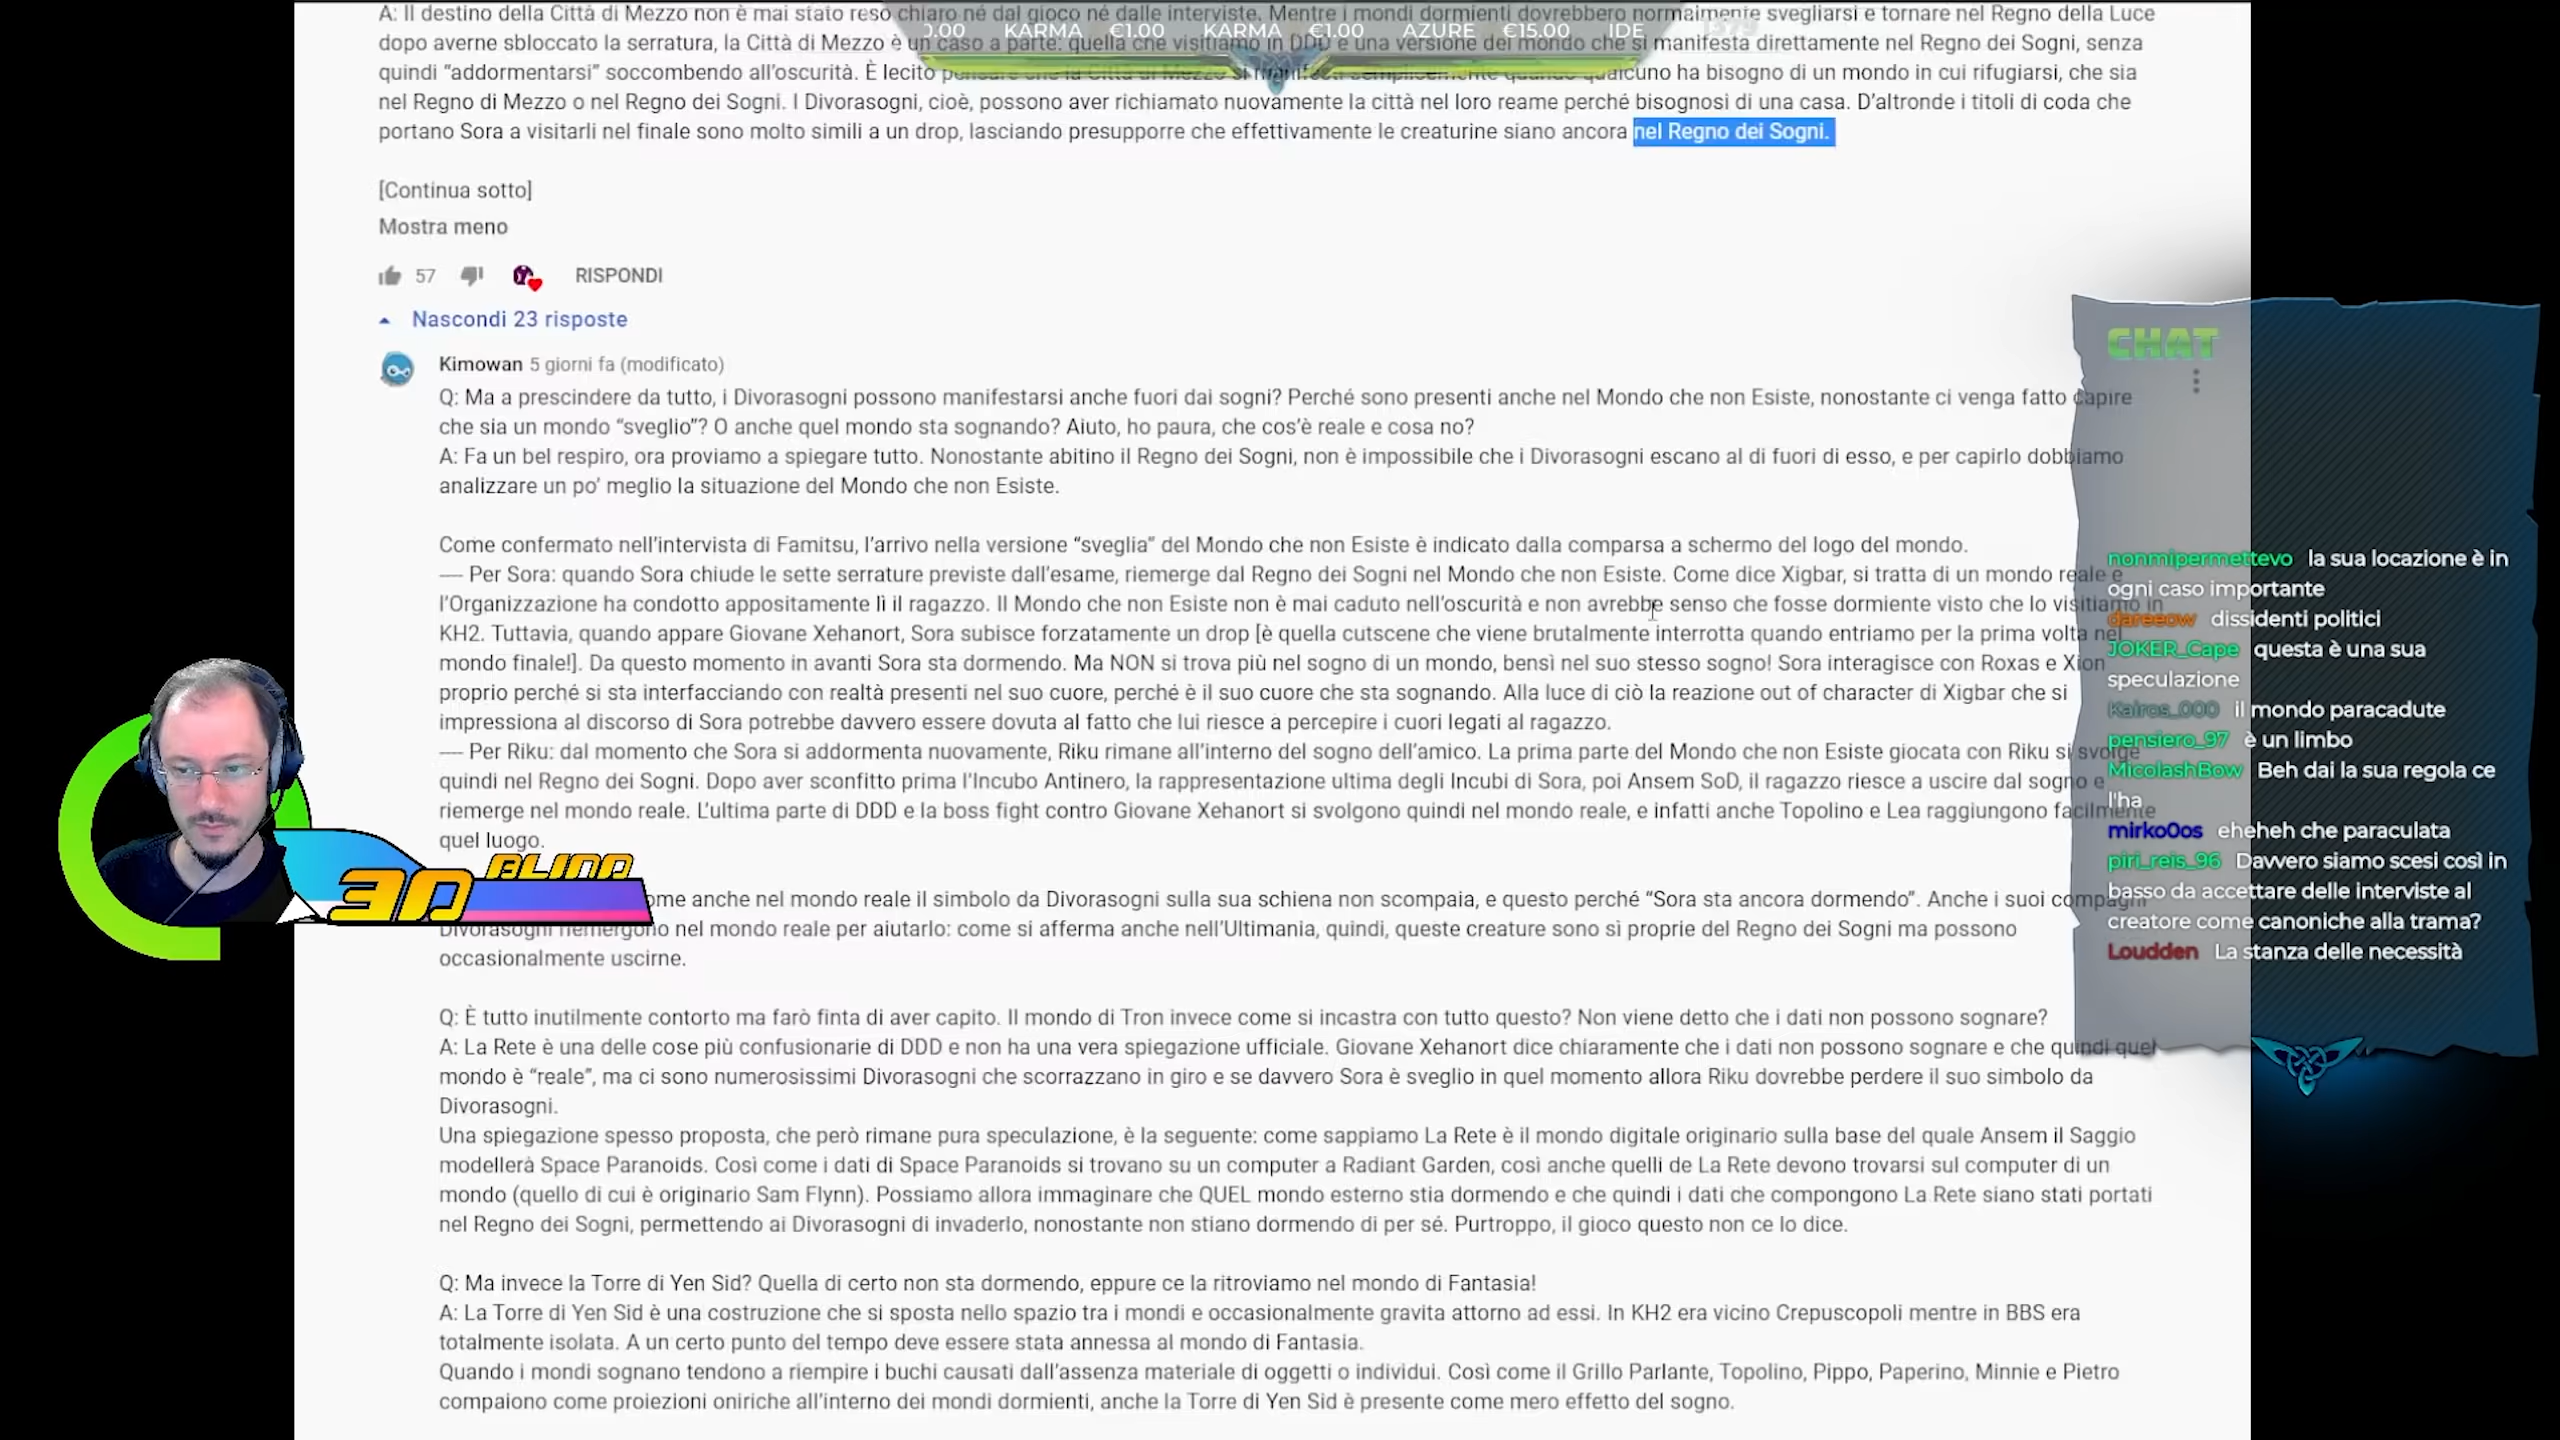 A: Il destino della Città di Mezzo non è mai stato reso chiaro né dal gioco né dalle interviste. Mentre i mondi dormienti dovrebbero normalmente svegliarsi e tornare nel Regno della Luce
dopo averne sbloccato la serratura, la Città di Mezzo è un caso a parte: quella che visitiamo in DDD è una versione del mondo che si manifesta direttamente nel Regno dei Sogni, senza
0.00 KARMA €1.00 KARMA €1.00 AZURE €15.00 IDE
quindi “addormentarsi” soccombendo all’oscurità. È lecito pensare che la Città di Mezzo si manifesti semplicemente quando qualcuno ha bisogno di un mondo in cui rifugiarsi, che sia
nel Regno di Mezzo o nel Regno dei Sogni. I Divorasogni, cioè, possono aver richiamato nuovamente la città nel loro reame perché bisognosi di una casa. D’altronde i titoli di coda che
portano Sora a visitarli nel finale sono molto simili a un drop, lasciando presupporre che effettivamente le creaturine siano ancora nel Regno dei Sogni.
[Continua sotto]
Mostra meno
57 RISPONDI
Nascondi 23 risposte
Kimowan 5 giorni fa (modificato)
Q: Ma a prescindere da tutto, i Divorasogni possono manifestarsi anche fuori dai sogni? Perché sono presenti anche nel Mondo che non Esiste, nonostante ci venga fatto capire
che sia un mondo “sveglio”? O anche quel mondo sta sognando? Aiuto, ho paura, che cos’è reale e cosa no?
A: Fa un bel respiro, ora proviamo a spiegare tutto. Nonostante abitino il Regno dei Sogni, non è impossibile che i Divorasogni escano al di fuori di esso, e per capirlo dobbiamo
analizzare un po’ meglio la situazione del Mondo che non Esiste.
Come confermato nell’intervista di Famitsu, l’arrivo nella versione “sveglia” del Mondo che non Esiste è indicato dalla comparsa a schermo del logo del mondo.
–– Per Sora: quando Sora chiude le sette serrature previste dall’esame, riemerge dal Regno dei Sogni nel Mondo che non Esiste. Come dice Xigbar, si tratta di un mondo reale e
l’Organizzazione ha condotto appositamente lì il ragazzo. Il Mondo che non Esiste non è mai caduto nell’oscurità e non avrebbe senso che fosse dormiente visto che lo visitiamo in
KH2. Tuttavia, quando appare Giovane Xehanort, Sora subisce forzatamente un drop [è quella cutscene che viene brutalmente interrotta quando entriamo per la prima volta nel
mondo finale!]. Da questo momento in avanti Sora sta dormendo. Ma NON si trova più nel sogno di un mondo, bensì nel suo stesso sogno! Sora interagisce con Roxas e Xion
proprio perché si sta interfacciando con realtà presenti nel suo cuore, perché è il suo cuore che sta sognando. Alla luce di ciò la reazione out of character di Xigbar che si
impressiona al discorso di Sora potrebbe davvero essere dovuta al fatto che lui riesce a percepire i cuori legati al ragazzo.
–– Per Riku: dal momento che Sora si addormenta nuovamente, Riku rimane all’interno del sogno dell’amico. La prima parte del Mondo che non Esiste giocata con Riku si svolge
quindi nel Regno dei Sogni. Dopo aver sconfitto prima l’Incubo Antinero, la rappresentazione ultima degli Incubi di Sora, poi Ansem SoD, il ragazzo riesce a uscire dal sogno e
riemerge nel mondo reale. L’ultima parte di DDD e la boss fight contro Giovane Xehanort si svolgono quindi nel mondo reale, e infatti anche Topolino e Lea raggiungono facilmente
quel luogo.
ome anche nel mondo reale il simbolo da Divorasogni sulla sua schiena non scompaia, e questo perché “Sora sta ancora dormendo”. Anche i suoi compagni
Divorasogni riemergono nel mondo reale per aiutarlo: come si afferma anche nell’Ultimania, quindi, queste creature sono sì proprie del Regno dei Sogni ma possono
occasionalmente uscirne.
Q: È tutto inutilmente contorto ma farò finta di aver capito. Il mondo di Tron invece come si incastra con tutto questo? Non viene detto che i dati non possono sognare?
A: La Rete è una delle cose più confusionarie di DDD e non ha una vera spiegazione ufficiale. Giovane Xehanort dice chiaramente che i dati non possono sognare e che quindi quel
mondo è “reale”, ma ci sono numerosissimi Divorasogni che scorrazzano in giro e se davvero Sora è sveglio in quel momento allora Riku dovrebbe perdere il suo simbolo da
Divorasogni.
Una spiegazione spesso proposta, che però rimane pura speculazione, è la seguente: come sappiamo La Rete è il mondo digitale originario sulla base del quale Ansem il Saggio
modellerà Space Paranoids. Così come i dati di Space Paranoids si trovano su un computer a Radiant Garden, così anche quelli de La Rete devono trovarsi sul computer di un
mondo (quello di cui è originario Sam Flynn). Possiamo allora immaginare che QUEL mondo esterno stia dormendo e che quindi i dati che compongono La Rete siano stati portati
nel Regno dei Sogni, permettendo ai Divorasogni di invaderlo, nonostante non stiano dormendo di per sé. Purtroppo, il gioco questo non ce lo dice.
Q: Ma invece la Torre di Yen Sid? Quella di certo non sta dormendo, eppure ce la ritroviamo nel mondo di Fantasia!
A: La Torre di Yen Sid è una costruzione che si sposta nello spazio tra i mondi e occasionalmente gravita attorno ad essi. In KH2 era vicino Crepuscopoli mentre in BBS era
totalmente isolata. A un certo punto del tempo deve essere stata annessa al mondo di Fantasia.
Quando i mondi sognano tendono a riempire i buchi causati dall’assenza materiale di oggetti o individui. Così come il Grillo Parlante, Topolino, Pippo, Paperino, Minnie e Pietro
compaiono come proiezioni oniriche all’interno dei mondi dormienti, anche la Torre di Yen Sid è presente come mero effetto del sogno.
BLIND
3D
CHAT
nonmipermettevo la sua locazione è in
ogni caso importante
dareeow dissidenti politici
JOKER_Cape questa è una sua
speculazione
Kairos_000 il mondo paracadute
pensiero_97 è un limbo
MicolashBow Beh dai la sua regola ce
l'ha
mirko0os eheheh che paraculata
piri_reis_96 Davvero siamo scesi così in
basso da accettare delle interviste al
creatore come canoniche alla trama?
Loudden La stanza delle necessità